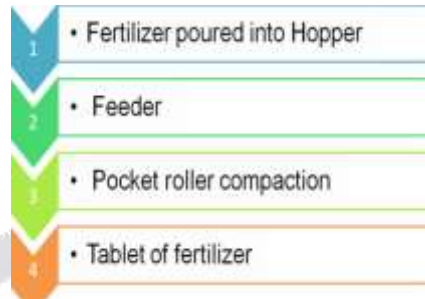 1
• Fertilizer poured into Hopper
2
• Feeder
3
• Pocket roller compaction
4
• Tablet of fertilizer